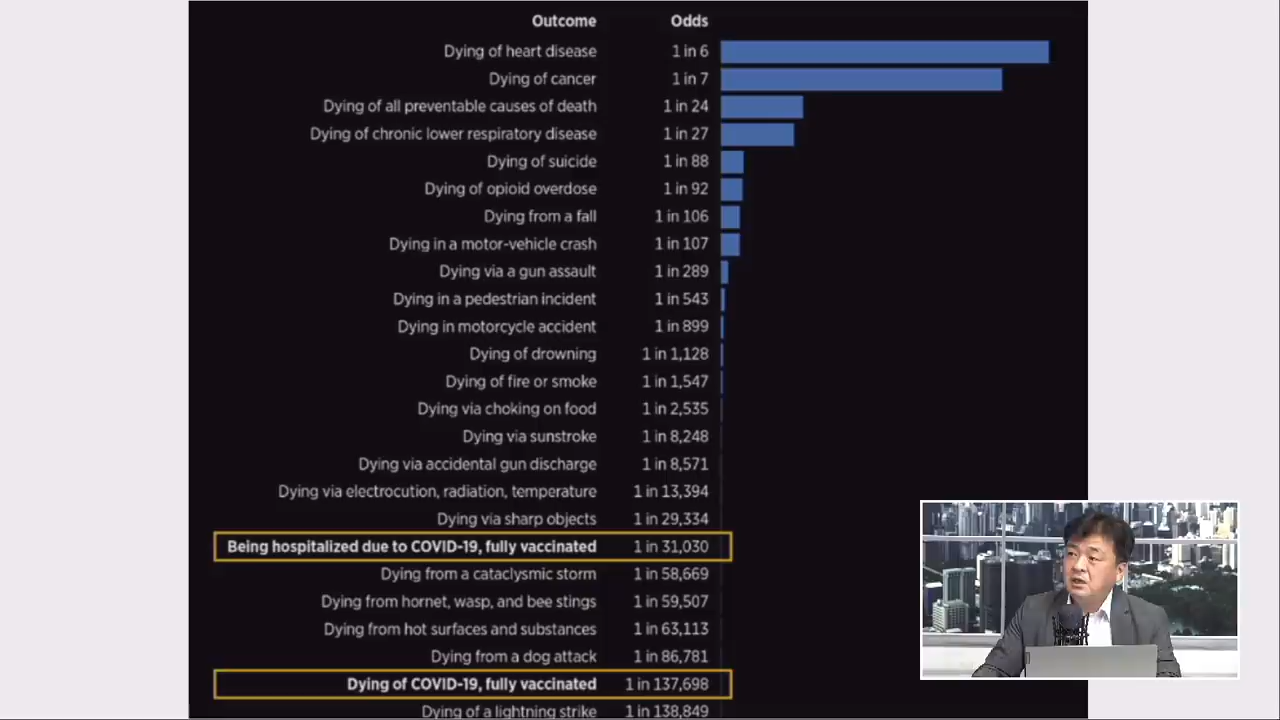 Outcome Odds
Dying of heart disease 1 in 6
Dying of cancer 1 in 7
Dying of all preventable causes of death 1 in 24
Dying of chronic lower respiratory disease 1 in 27
Dying of suicide 1 in 88
Dying of opioid overdose 1 in 92
Dying from a fall 1 in 106
Dying in a motor-vehicle crash 1 in 107
Dying via a gun assault 1 in 289
Dying in a pedestrian incident 1 in 543
Dying in motorcycle accident 1 in 899
Dying of drowning 1 in 1,128
Dying of fire or smoke 1 in 1,547
Dying via choking on food 1 in 2,535
Dying via sunstroke 1 in 8,248
Dying via accidental gun discharge 1 in 8,571
Dying via electrocution, radiation, temperature 1 in 13,394
Dying via sharp objects 1 in 29,334
Being hospitalized due to COVID-19, fully vaccinated 1 in 31,030
Dying from a cataclysmic storm 1 in 58,669
Dying from hornet, wasp, and bee stings 1 in 59,507
Dying from hot surfaces and substances 1 in 63,113
Dying from a dog attack 1 in 86,781
Dying of COVID-19, fully vaccinated 1 in 137,698
Dying of a lightning strike 1 in 138,849